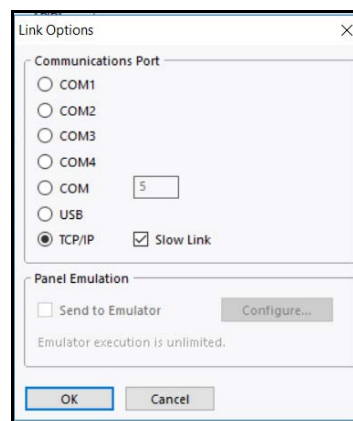 Link Options
Communications Port
COM1
COM2
COM3
COM4
COM 5
USB
TCP/IP Slow Link
Panel Emulation
Send to Emulator Configure...
Emulator execution is unlimited.
OK Cancel